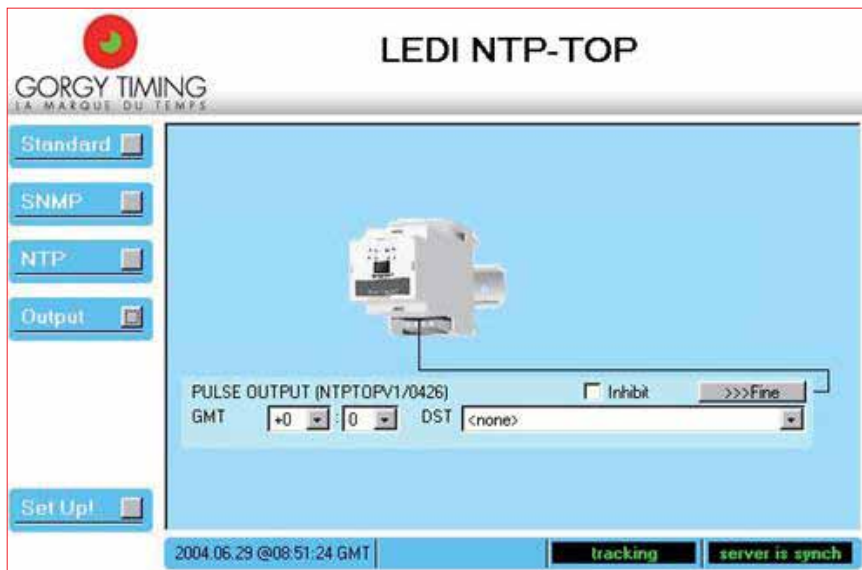 LEDI NTP-TOP
GORGY TIMING
LA MARQUE DU TEMPS
Standard
SNMP
NTP
Output
PULSE OUTPUT (NTPTOPV1/0426)
Inhibit
>>>Fine
GMT +0 : 0 DST <none>
Set Up!
2004.06.29 @08:51:24 GMT
tracking
server is synch